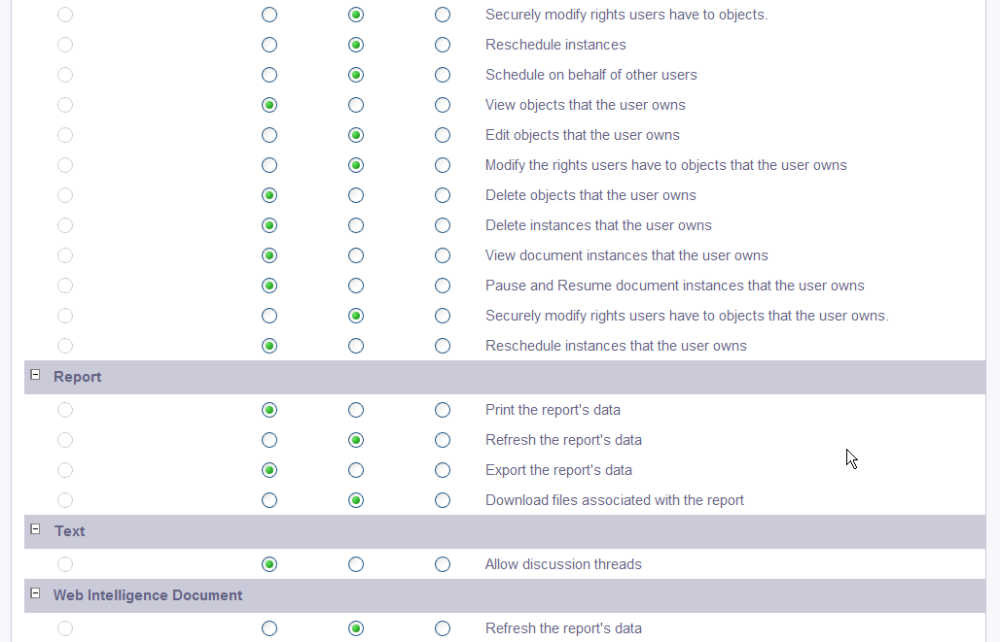 Securely modify rights users have to objects.
Reschedule instances
Schedule on behalf of other users
View objects that the user owns
Edit objects that the user owns
Modify the rights users have to objects that the user owns
Delete objects that the user owns
Delete instances that the user owns
View document instances that the user owns
Pause and Resume document instances that the user owns
Securely modify rights users have to objects that the user owns.
Reschedule instances that the user owns
Report
Print the report's data
Refresh the report's data
Export the report's data
Download files associated with the report
Text
Allow discussion threads
Web Intelligence Document
Refresh the report's data